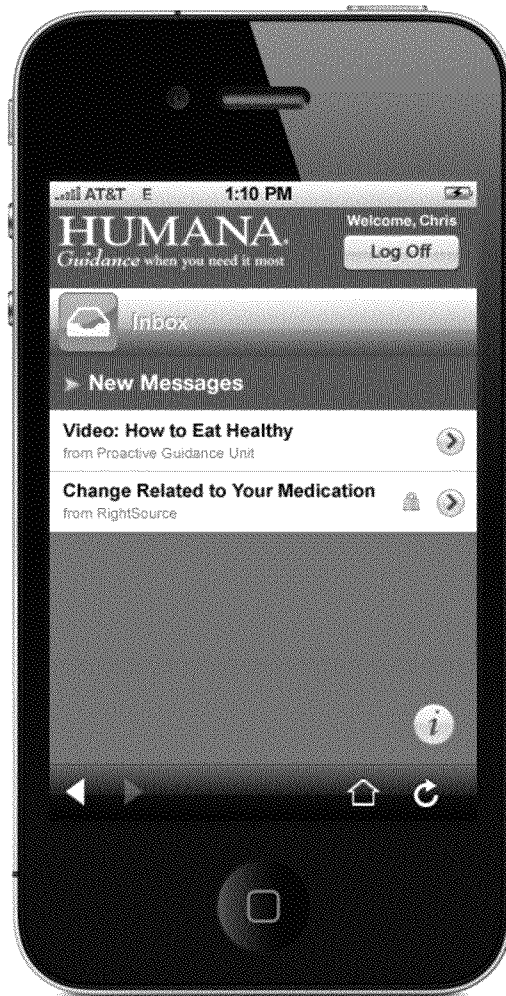 AT&T E 1:10 PM
Welcome, Chris
HUMANA.
Guidance when you need it most
Log Off
Inbox
New Messages
Video: How to Eat Healthy
from Proactive Guidance Unit
Change Related to Your Medication
from RightSource
i